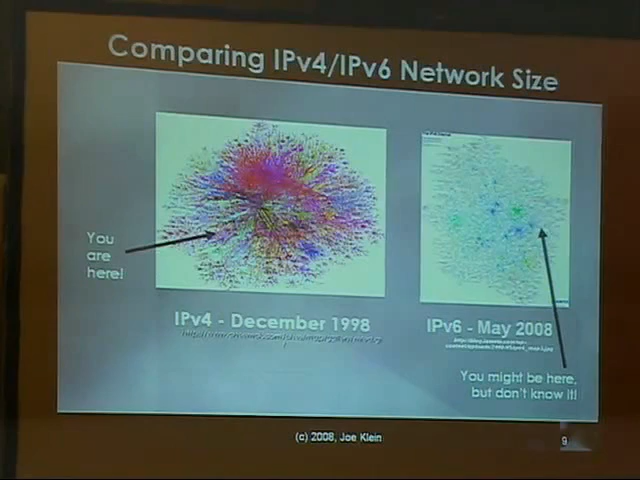 Comparing IPv4/IPv6 Network Size
You
are
here!
IPv4 - December 1998
IPv6 - May 2008
You might be here,
but don't know it!
(c) 2008, Joe Klein
9